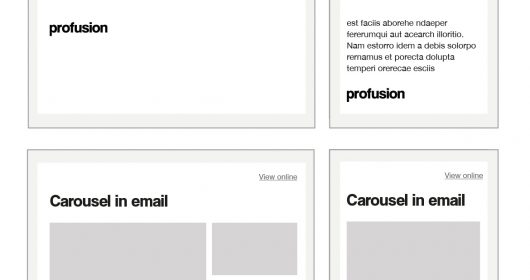 profusion
est faciis aborehe ndaeper
fererumqui aut acearch illoritio.
Nam estorro idem a debis solorpo
rernamus et porecta dolupta
temperi orerecae esciis
profusion
View online
Carousel in email
View online
Carousel in email